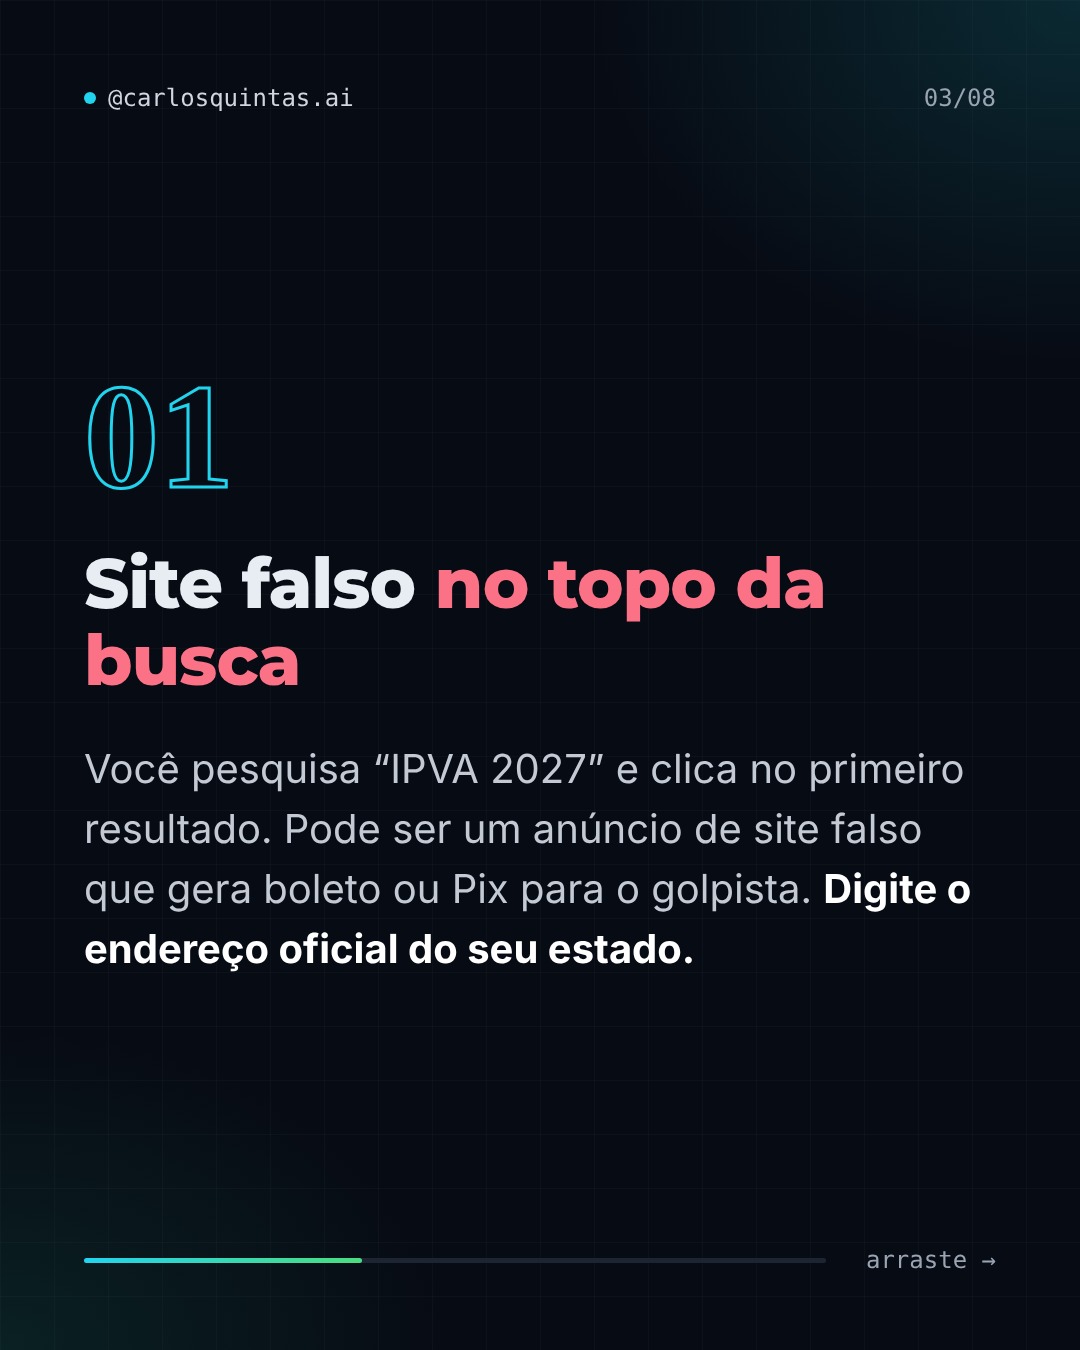 @carlosquintas.ai
03/08
01
Site falso no topo da
busca
Você pesquisa “IPVA 2027” e clica no primeiro
resultado. Pode ser um anúncio de site falso
que gera boleto ou Pix para o golpista. Digite o
endereço oficial do seu estado.
arraste →